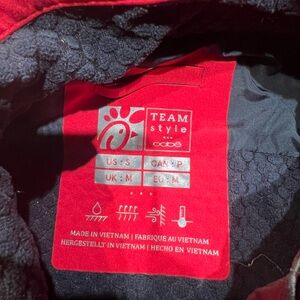 TEAM
style
US : S
CAN : P
UK : M
EU : M
MADE IN VIETNAM | FABRIQUE AU VIETNAM
HERGESTELLT IN VIETNAM | HECHO EN VIETNAM